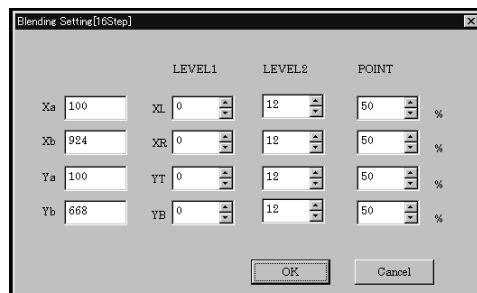 Blending Setting[16Step]
LEVEL1 LEVEL2 POINT
Xa 100 XL 0 12 50 %
Xb 924 XR 0 12 50 %
Ya 100 YT 0 12 50 %
Yb 668 YB 0 12 50 %
OK Cancel